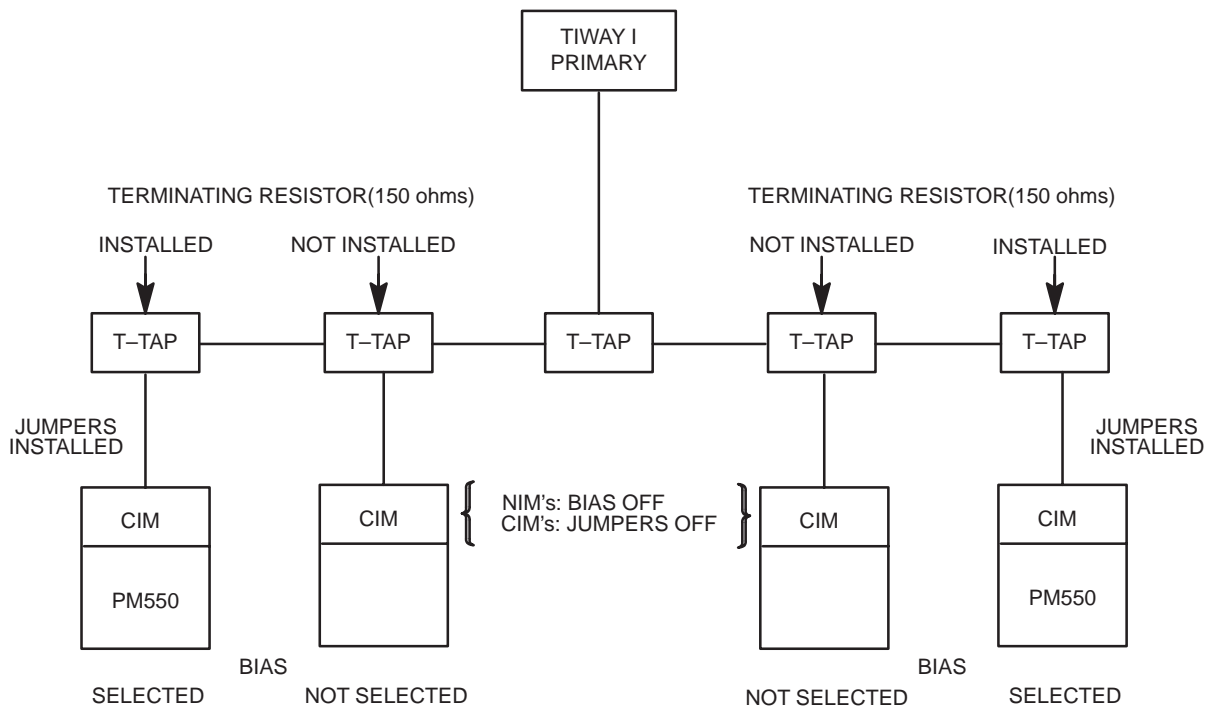 TIWAY I
PRIMARY
TERMINATING RESISTOR(150 ohms)
TERMINATING RESISTOR(150 ohms)
INSTALLED
NOT INSTALLED
NOT INSTALLED
INSTALLED
T–TAP
T–TAP
T–TAP
T–TAP
T–TAP
JUMPERS
INSTALLED
JUMPERS
INSTALLED
CIM
CIM
NIM's: BIAS OFF
CIM's: JUMPERS OFF
CIM
CIM
PM550
PM550
BIAS
BIAS
SELECTED
NOT SELECTED
NOT SELECTED
SELECTED